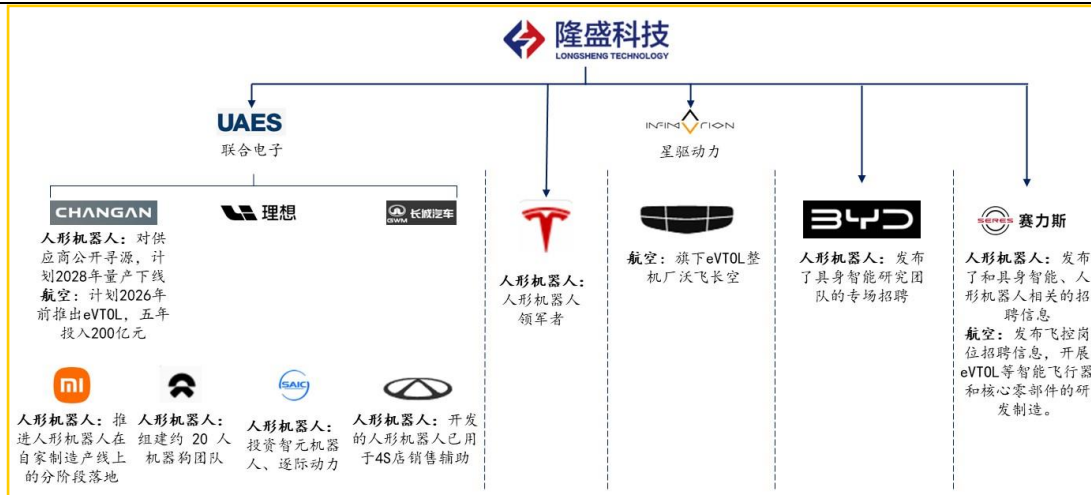 隆盛科技
LONGSHENG TECHNOLOGY
UAES
联合电子
INFIMOTION
星驱动力
CHANGAN
理想
GWM 长城汽车
人形机器人：对供
应商公开寻源，计
划2028年量产下线
航空：计划2026年
前推出eVTOL，五年
投入200亿元
mi
人形机器人：推
进人形机器人在
自家制造产线上
的分阶段落地
人形机器人：
组建约 20 人
机器狗团队
SAIC
人形机器人：
投资智元机器
人、逐际动力
人形机器人：开发
的人形机器人已用
于4S店销售辅助
人形机器人：
人形机器人
领军者
航空：旗下eVTOL整
机厂沃飞长空
BYD
人形机器人：发布
了具身智能研究团
队的专场招聘
SERES 赛力斯
人形机器人：发布
了和具身智能、人
形机器人相关的招
聘信息
航空：发布飞控岗
位招聘信息，开展
eVTOL等智能飞行器
和核心零部件的研
发制造。